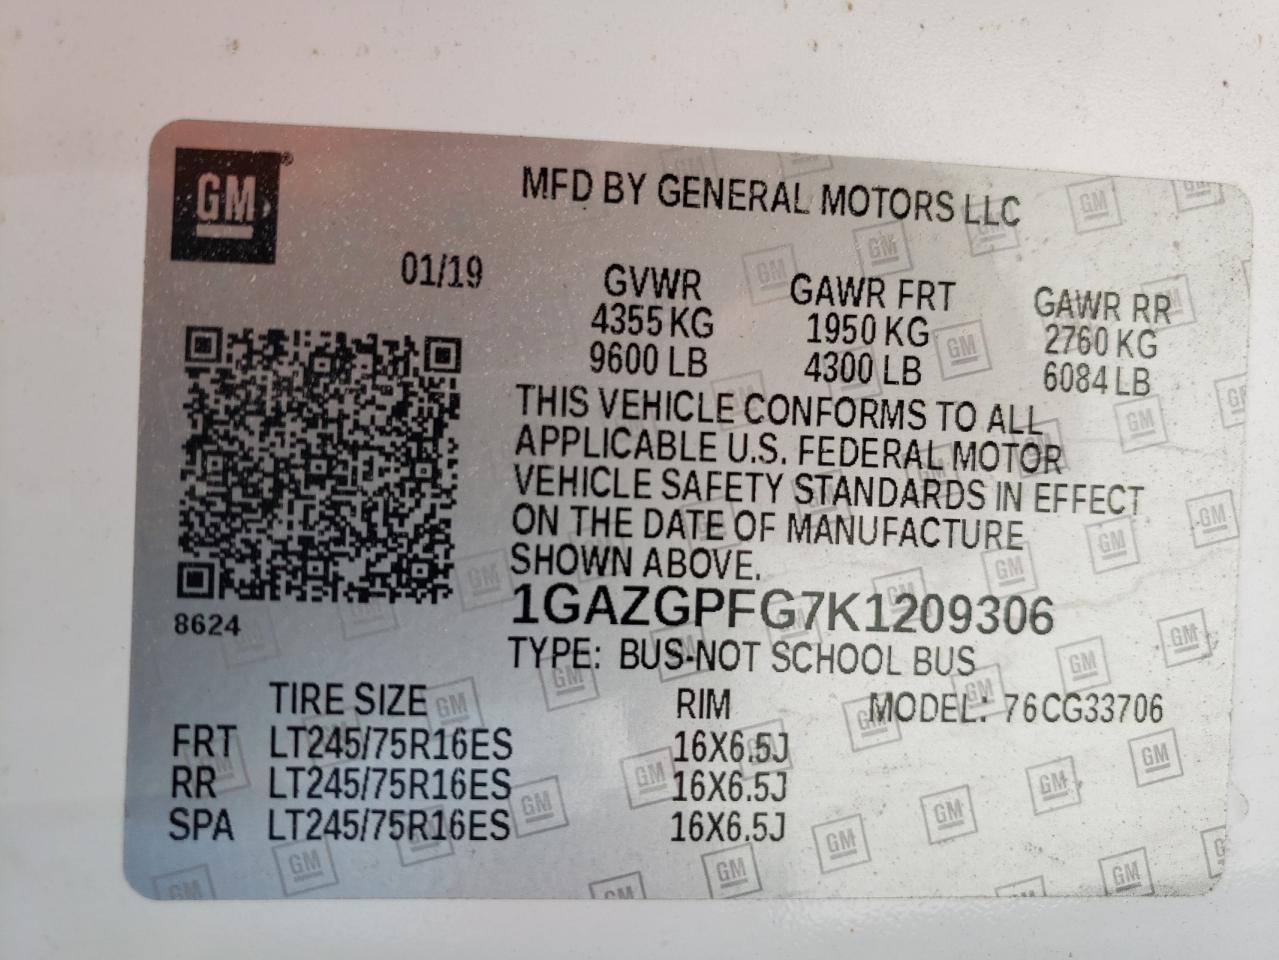 GM
MFD BY GENERAL MOTORS LLC
01/19
GVWR GAWR FRT GAWR RR
4355 KG 1950 KG 2760 KG
9600 LB 4300 LB 6084 LB
THIS VEHICLE CONFORMS TO ALL
APPLICABLE U.S. FEDERAL MOTOR
VEHICLE SAFETY STANDARDS IN EFFECT
ON THE DATE OF MANUFACTURE
SHOWN ABOVE.
1GAZGPFG7K1209306
8624
TYPE: BUS-NOT SCHOOL BUS
TIRE SIZE RIM MODEL: 76CG33706
FRT LT245/75R16ES 16X6.5J
RR LT245/75R16ES 16X6.5J
SPA LT245/75R16ES 16X6.5J